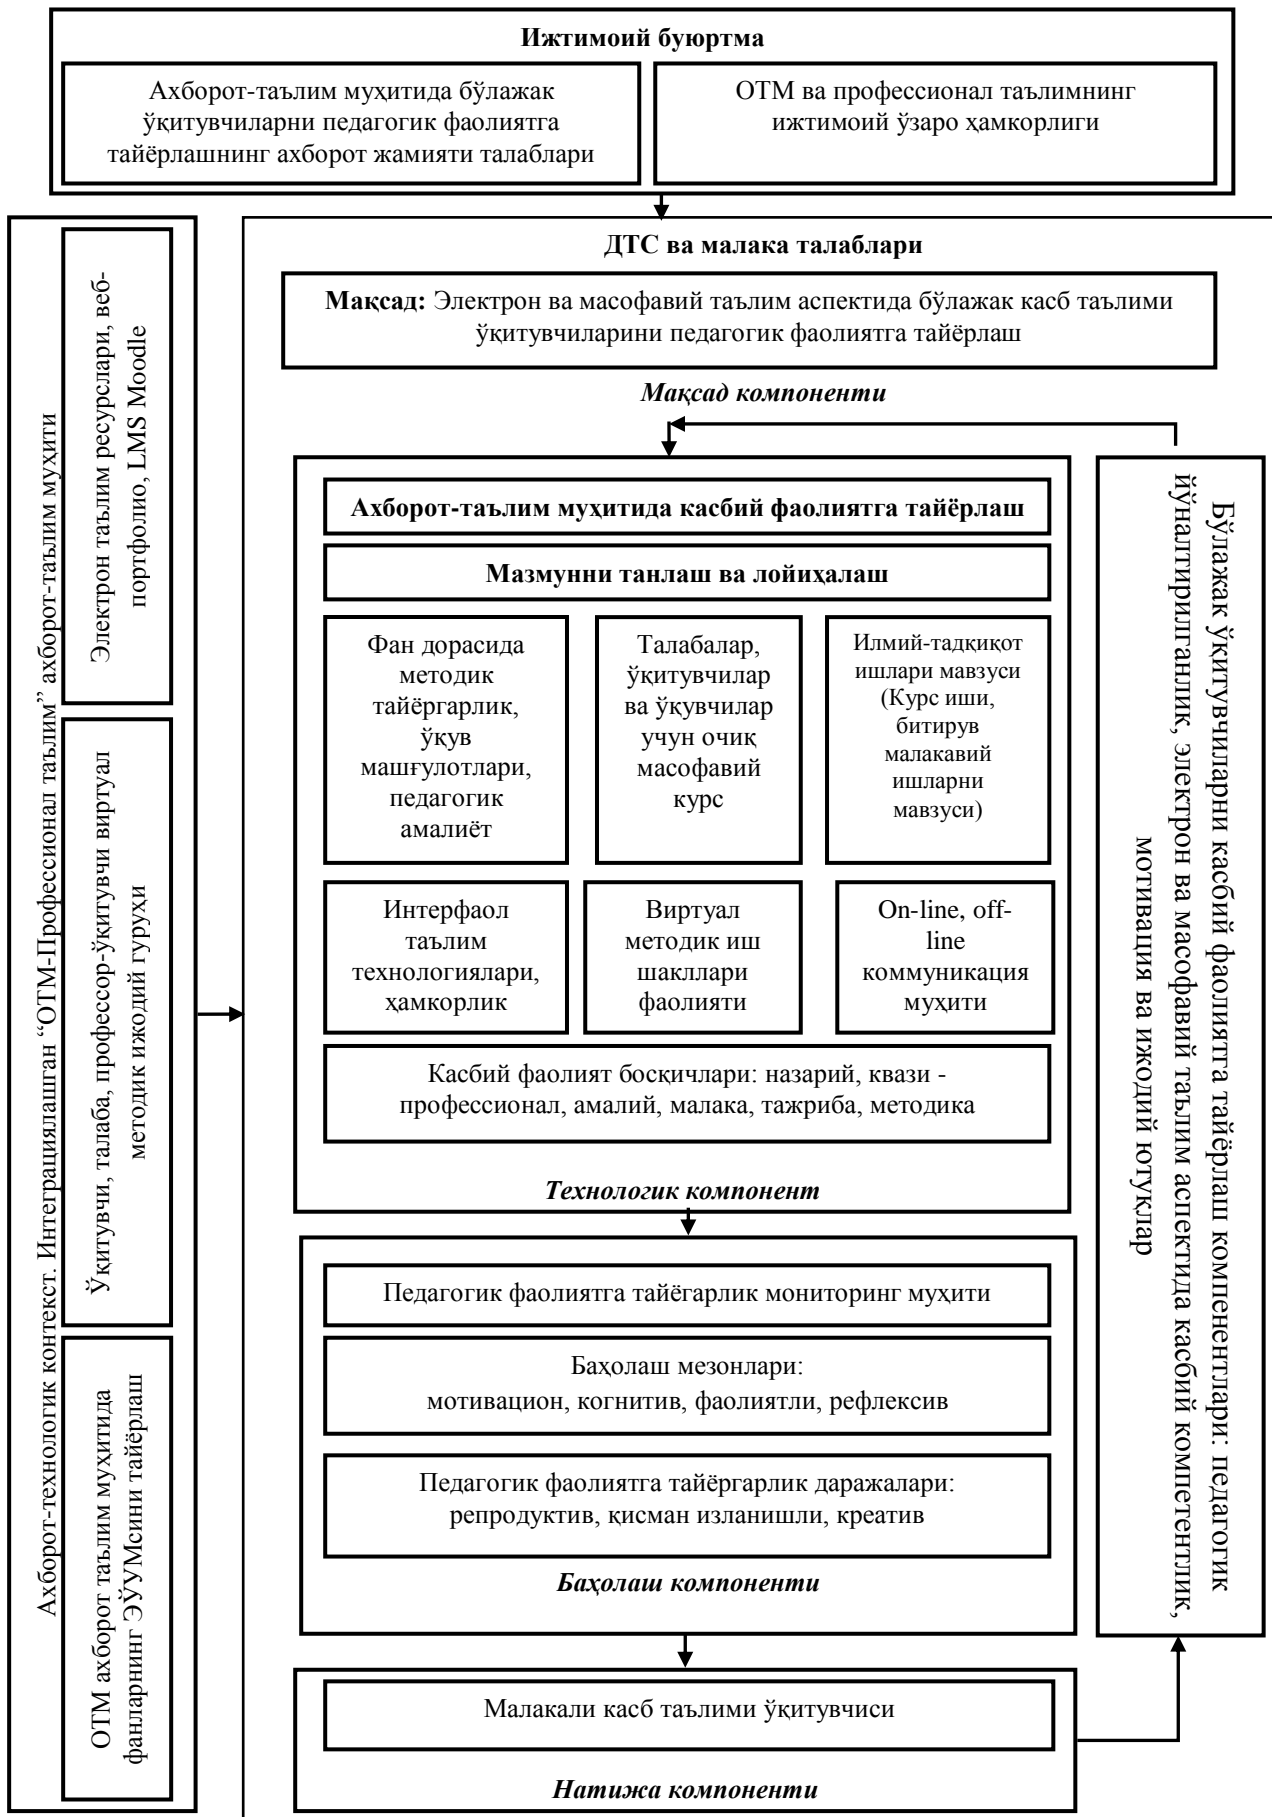 Ижтимоий буюртма
Ахборот-таълим муҳитида бўлажак
ўқитувчиларни педагогик фаолиятга
тайёрлашнинг ахборот жамияти талаблари
ОТМ ва профессионал таълимнинг
ижтимоий ўзаро ҳамкорлиги
Ахборот-технологик контекст. Интеграциялашган “ОТМ-Профессионал таълим” ахборот-таълим муҳити
Электрон таълим ресурслари, веб-
портфолио, LMS Moodle
Ўқитувчи, талаба, профессор-ўқитувчи виртуал
методик ижодий гурухи
ОТМ ахборот таълим муҳитида
фанларнинг ЭЎУМсини тайёрлаш
ДТС ва малака талаблари
Мақсад: Электрон ва масофавий таълим аспектида бўлажак касб таълими
ўқитувчиларини педагогик фаолиятга тайёрлаш
Мақсад компоненти
Ахборот-таълим муҳитида касбий фаолиятга тайёрлаш
Мазмунни танлаш ва лойиҳалаш
Фан дорасида
методик
тайёргарлик,
ўқув
машғулотлари,
педагогик
амалиёт
Талабалар,
ўқитувчилар
ва ўқувчилар
учун очиқ
масофавий
курс
Илмий-тадқиқот
ишлари мавзуси
(Курс иши,
битирув
малакавий
ишларни
мавзуси)
Интерфаол
таълим
технологиялари,
ҳамкорлик
Виртуал
методик иш
шакллари
фаолияти
On-line, off-
line
коммуникация
муҳити
Касбий фаолият босқичлари: назарий, квази -
профессионал, амалий, малака, тажриба, методика
Технологик компонент
Педагогик фаолиятга тайёгарлик мониторинг муҳити
Баҳолаш мезонлари:
мотивацион, когнитив, фаолиятли, рефлексив
Педагогик фаолиятга тайёргарлик даражалари:
репродуктив, қисман изланишли, креатив
Баҳолаш компоненти
Малакали касб таълими ўқитувчиси
Натижа компоненти
Бўлажак ўқитувчиларни касбий фаолиятга тайёрлаш компенентлари: педагогик
йўналтирилганлик, электрон ва масофавий таълим аспектида касбий компетентлик,
мотивация ва ижодий ютуқлар